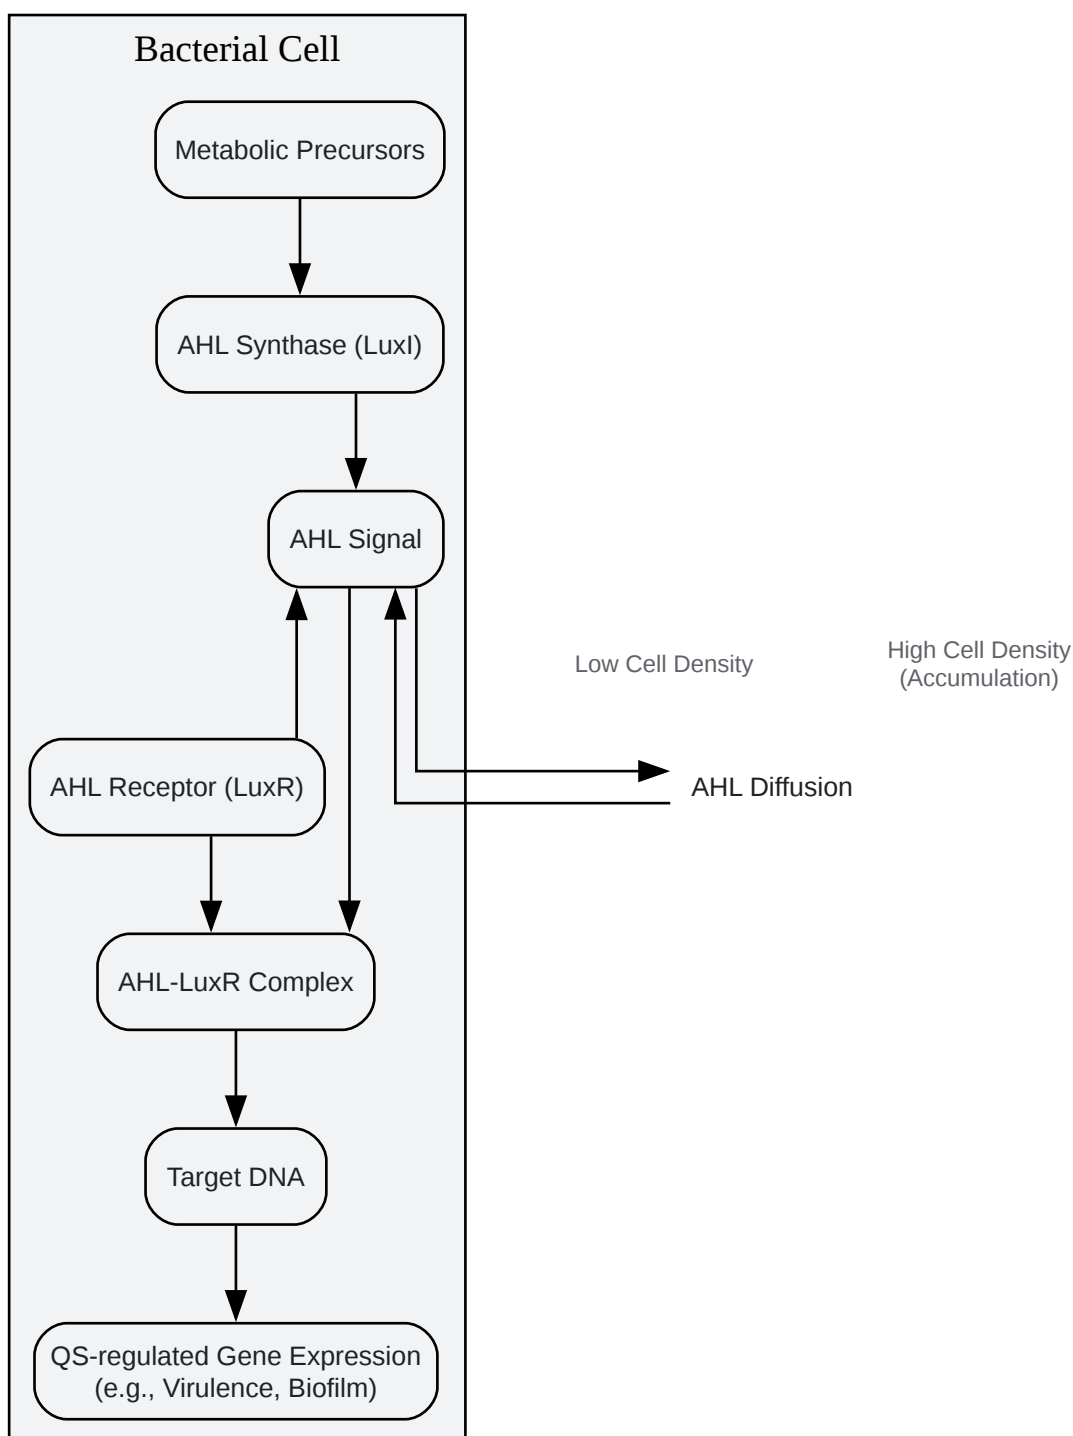 Bacterial Cell
Metabolic Precursors
AHL Synthase (LuxI)
AHL Signal
Low Cell Density
High Cell Density
(Accumulation)
AHL Receptor (LuxR)
AHL Diffusion
AHL-LuxR Complex
Target DNA
QS-regulated Gene Expression
(e.g., Virulence, Biofilm)